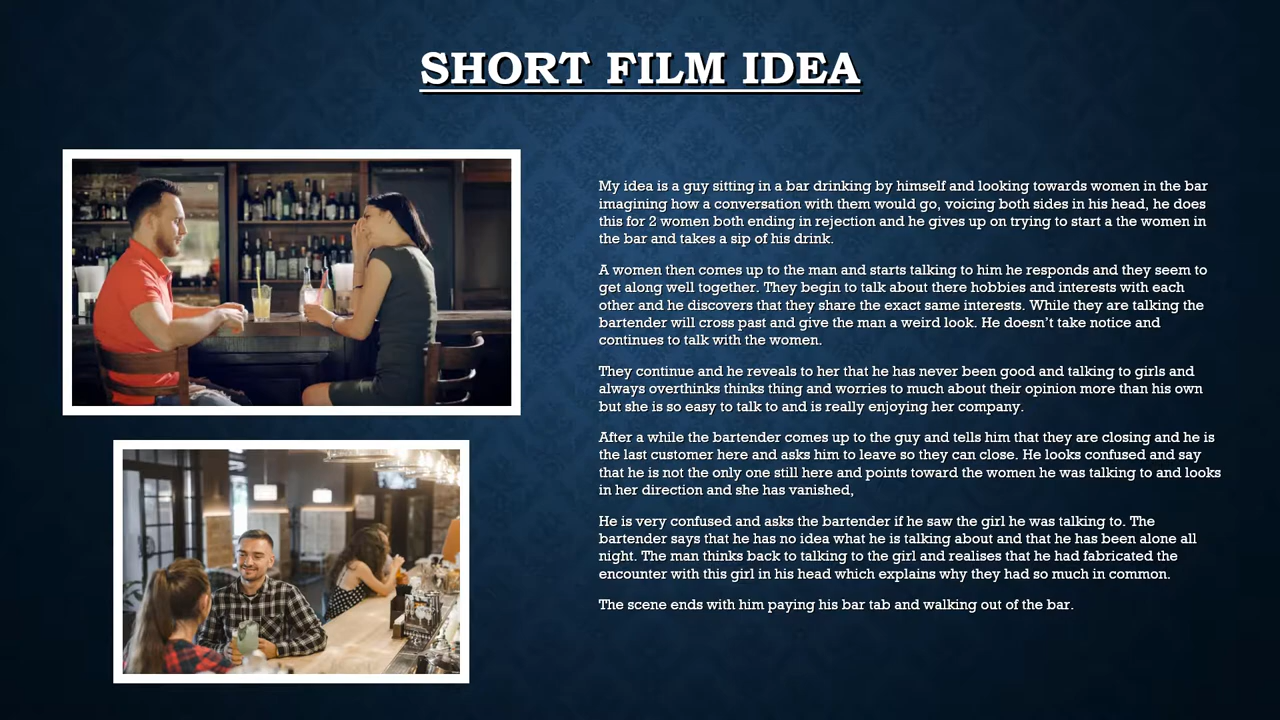 SHORT FILM IDEA
My idea is a guy sitting in a bar drinking by himself and looking towards women in the bar
imagining how a conversation with them would go, voicing both sides in his head, he does
this for 2 women both ending in rejection and he gives up on trying to start a the women in
the bar and takes a sip of his drink.
A women then comes up to the man and starts talking to him he responds and they seem to
get along well together. They begin to talk about there hobbies and interests with each
other and he discovers that they share the exact same interests. While they are talking the
bartender will cross past and give the man a weird look. He doesn't take notice and
continues to talk with the women.
They continue and he reveals to her that he has never been good and talking to girls and
always overthinks thinks thing and worries to much about their opinion more than his own
but she is so easy to talk to and is really enjoying her company.
After a while the bartender comes up to the guy and tells him that they are closing and he is
the last customer here and asks him to leave so they can close. He looks confused and say
that he is not the only one still here and points toward the women he was talking to and looks
in her direction and she has vanished,
He is very confused and asks the bartender if he saw the girl he was talking to. The
bartender says that he has no idea what he is talking about and that he has been alone all
night. The man thinks back to talking to the girl and realises that he had fabricated the
encounter with this girl in his head which explains why they had so much in common.
The scene ends with him paying his bar tab and walking out of the bar.